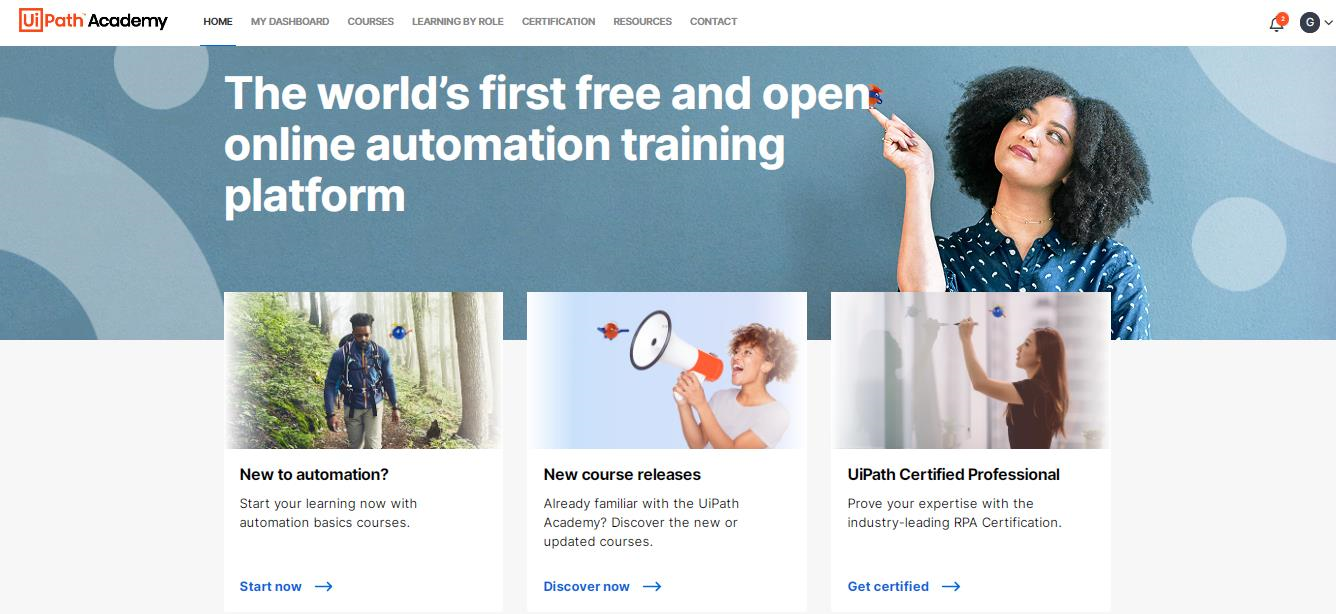 UiPath Academy
HOME MY DASHBOARD COURSES LEARNING BY ROLE CERTIFICATION RESOURCES CONTACT
2
G
The world’s first free and open
online automation training
platform
New to automation?
Start your learning now with
automation basics courses.
Start now
New course releases
Already familiar with the UiPath
Academy? Discover the new or
updated courses.
Discover now
UiPath Certified Professional
Prove your expertise with the
industry-leading RPA Certification.
Get certified